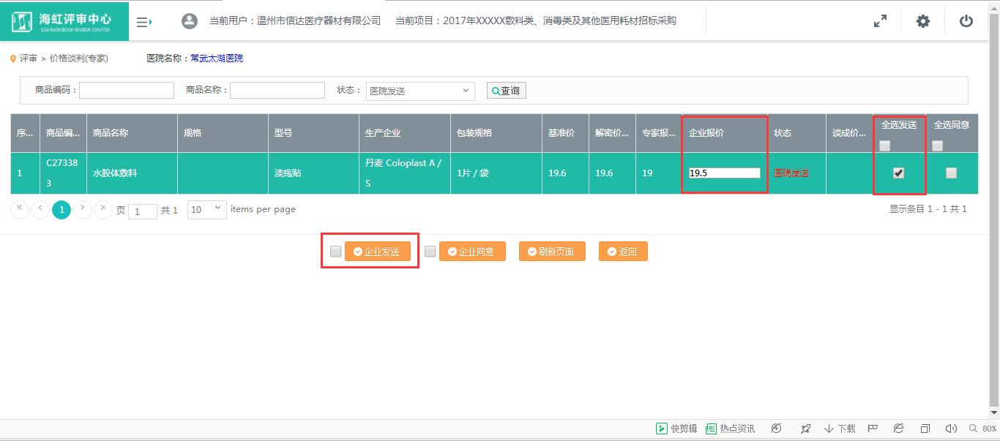 海虹评审中心
SEARAINBOW REVIEW CENTER
当前用户：温州市信达医疗器材有限公司 当前项目：2017年XXXXX敷料类、消毒类及其他医用耗材招标采购
评审 > 价格谈判(专家) 医院名称：常武太湖医院
商品编码： 商品名称： 状态： 医院发送 查询
序... 商品编... 商品名称 规格 型号 生产企业 包装规格 基准价 解密价... 专家报... 企业报价 状态 谈成价... 全选发送 全选同意
1 C273383 水胶体敷料 溃疡贴 丹麦 Coloplast A / S 1片 / 袋 19.6 19.6 19 19.5 医院发送
1 页 1 共 1 10 items per page 显示条目 1 - 1 共 1
企业发送 企业同意 刷新页面 返回
快剪辑 热点资讯 下载 80%